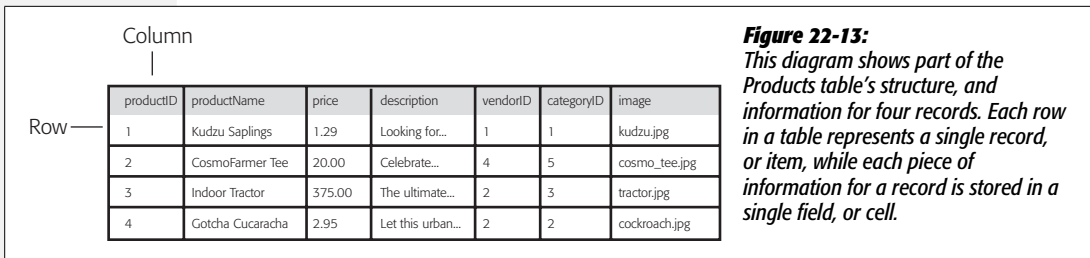 Column
Row
productID productName price description vendorID categoryID image
1 Kudzu Saplings 1.29 Looking for... 1 1 kudzu.jpg
2 CosmoFarmer Tee 20.00 Celebrate... 4 5 cosmo_tee.jpg
3 Indoor Tractor 375.00 The ultimate... 2 3 tractor.jpg
4 Gotcha Cucaracha 2.95 Let this urban... 2 2 cockroach.jpg
Figure 22-13:
This diagram shows part of the
Products table’s structure, and
information for four records. Each row
in a table represents a single record,
or item, while each piece of
information for a record is stored in a
single field, or cell.